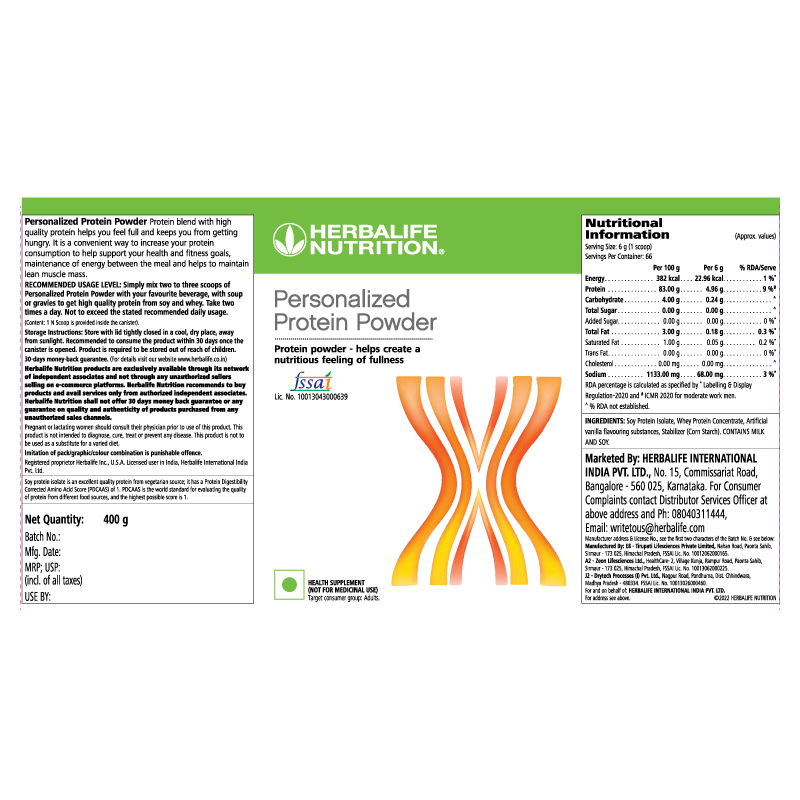 Personalized Protein Powder Protein blend with high
quality protein helps you feel full and keeps you from getting
hungry. It is a convenient way to increase your protein
consumption to help support your health and fitness goals,
maintenance of energy between the meal and helps to maintain
lean muscle mass.
RECOMMENDED USAGE LEVEL: Simply mix two to three scoops of
Personalized Protein Powder with your favourite beverage, with soup
or gravies to get high quality protein from soy and whey. Take two
times a day. Not to exceed the stated recommended daily usage.
(Content: 1 N Scoop is provided inside the canister).
Storage Instructions: Store with lid tightly closed in a cool, dry place, away
from sunlight. Recommended to consume the product within 30 days once the
canister is opened. Product is required to be stored out of reach of children.
30-days money-back guarantee. (For details visit our website www.herbalife.co.in)
Herbalife Nutrition products are exclusively available through its network
of independent associates and not through any unauthorized sellers
selling on e-commerce platforms. Herbalife Nutrition recommends to buy
products and avail services only from authorized independent associates.
Herbalife Nutrition shall not offer 30 days money back guarantee or any
guarantee on quality and authenticity of products purchased from any
unauthorized sales channels.
Pregnant or lactating women should consult their physician prior to use of this product. This
product is not intended to diagnose, cure, treat or prevent any disease. This product is not to
be used as a substitute for a varied diet.
Imitation of pack/graphic/colour combination is punishable offence.
Registered proprietor Herbalife Inc., U.S.A. Licensed user in India, Herbalife International India
Pvt. Ltd.
Soy protein isolate is an excellent quality protein from vegetarian source; it has a Protein Digestibility
Corrected Amino Acid Score (PDCAAS) of 1. PDCAAS is the world standard for evaluating the quality
of protein from different food sources, and the highest possible score is 1.
Net Quantity: 400 g
Batch No.:
Mfg. Date:
MRP; USP:
(incl. of all taxes)
USE BY:
HERBALIFE
NUTRITION®
Personalized
Protein Powder
Protein powder - helps create a
nutritious feeling of fullness
fssai
Lic. No. 10013043000639
HEALTH SUPPLEMENT
(NOT FOR MEDICINAL USE)
Target consumer group: Adults.
Nutritional
Information (Approx. values)
Serving Size: 6 g (1 scoop)
Servings Per Container: 66
Per 100 g Per 6 g % RDA/Serve
Energy 382 kcal 22.96 kcal 1 %*
Protein 83.00 g 4.96 g 9 %#
Carbohydrate 4.00 g 0.24 g ^
Total Sugar 0.00 g 0.00 g ^
Added Sugar 0.00 g 0.00 g 0 %*
Total Fat 3.00 g 0.18 g 0.3 %*
Saturated Fat 1.00 g 0.05 g 0.2 %*
Trans Fat 0.00 g 0.00 g 0 %*
Cholesterol 0.00 mg 0.00 mg ^
Sodium 1133.00 mg 68.00 mg 3 %*
RDA percentage is calculated as specified by * Labelling & Display
Regulation-2020 and # ICMR 2020 for moderate work men.
^ % RDA not established.
INGREDIENTS: Soy Protein Isolate, Whey Protein Concentrate, Artificial
vanilla flavouring substances, Stabilizer (Corn Starch). CONTAINS MILK
AND SOY.
Marketed By: HERBALIFE INTERNATIONAL
INDIA PVT. LTD., No. 15, Commissariat Road,
Bangalore - 560 025, Karnataka. For Consumer
Complaints contact Distributor Services Officer at
above address and Ph: 08040311444,
Email: writetous@herbalife.com
Manufacturer address & license No., see the first two characters of the Batch No. & see below:
Manufactured By: E8 - Tirupati Lifesciences Private Limited, Nahan Road, Paonta Sahib,
Sirmaur - 173 025, Himachal Pradesh, FSSAI Lic. No. 10012062000165.
A2 - Zeon Lifesciences Ltd., HealthCare- 2, Village Kunja, Rampur Road, Paonta Sahib,
Sirmaur - 173 025, Himachal Pradesh, FSSAI Lic. No. 10013062000225.
J2 - Drytech Processes (I) Pvt. Ltd., Nagpur Road, Pandhurna, Dist. Chhindwara,
Madhya Pradesh - 480334. FSSAI Lic. No. 10013026000460.
For and on behalf of: HERBALIFE INTERNATIONAL INDIA PVT. LTD.
For address see above. ©2022 HERBALIFE NUTRITION